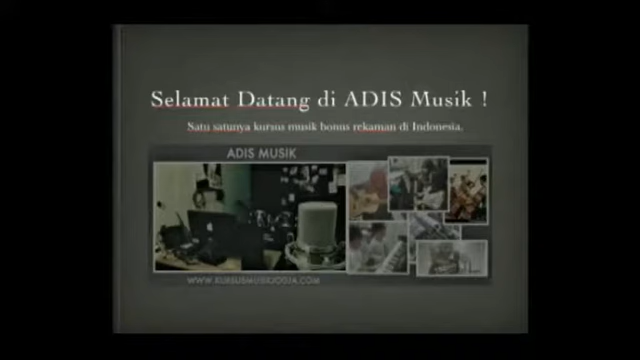 Selamat Datang di ADIS Musik !
Satu satunya kursus musik bonus rekaman di Indonesia.
ADIS MUSIK
WWW.KURSUSMUSIKJOGJA.COM